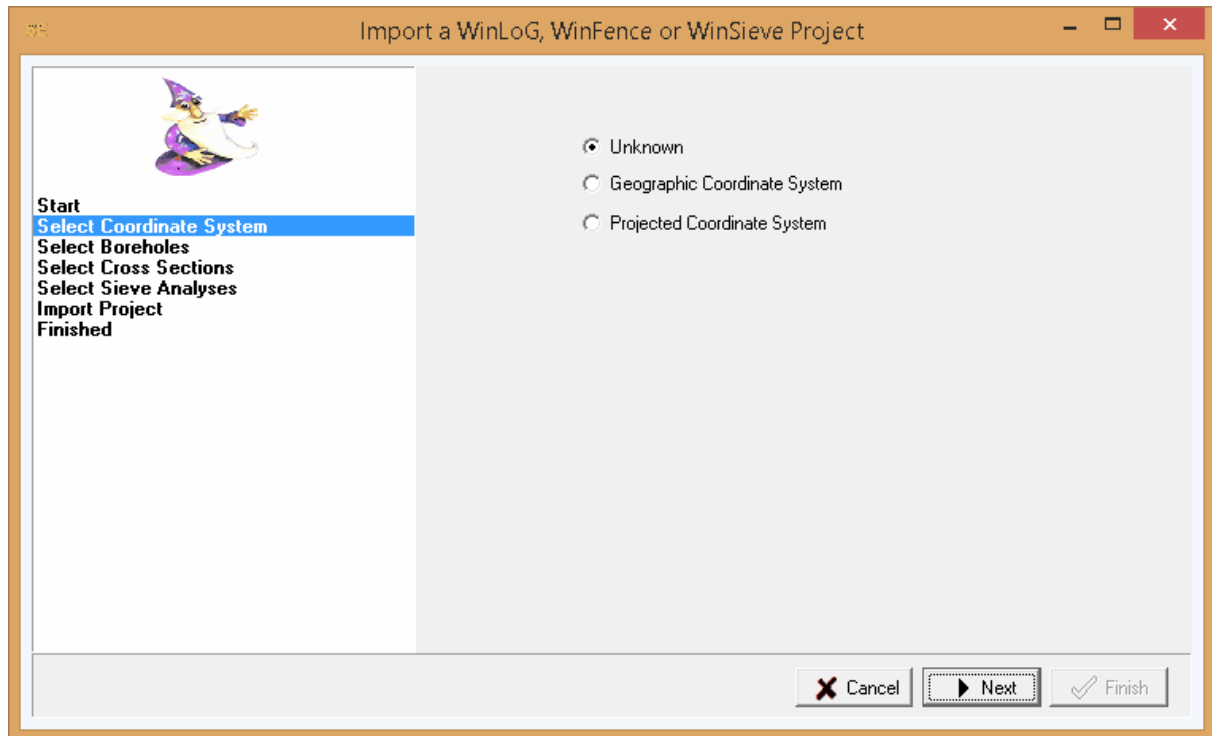 Import a WinLoG, WinFence or WinSieve Project
Start
Select Coordinate System
Select Boreholes
Select Cross Sections
Select Sieve Analyses
Import Project
Finished
Unknown
Geographic Coordinate System
Projected Coordinate System
Cancel
Next
Finish